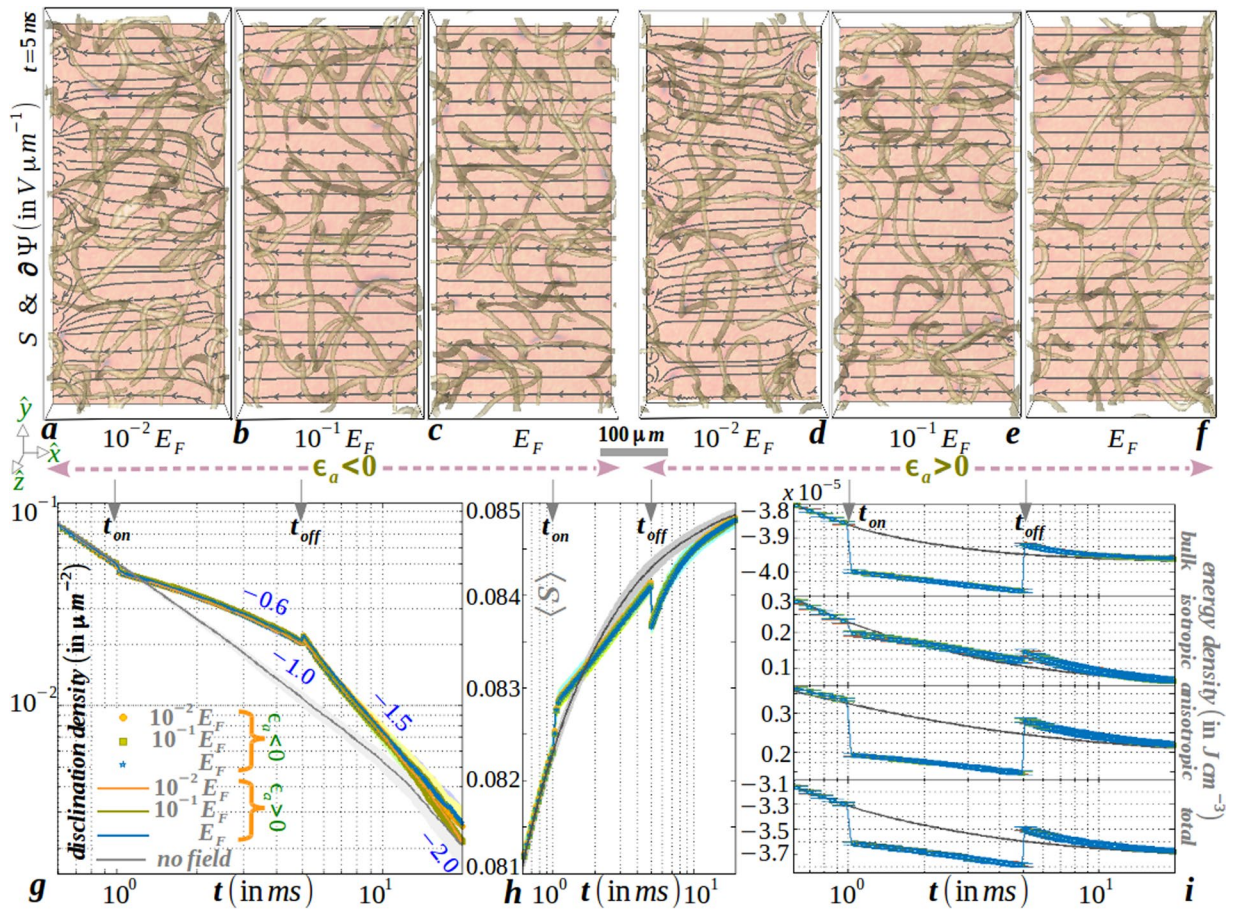 S & ∂Ψ (in V μm⁻¹) t=5 ms
a 10⁻² E_F b 10⁻¹ E_F c E_F 100 μm 10⁻² E_F d 10⁻¹ E_F e E_F f
ŷ
x̂
ẑ
ϵ_a<0 ϵ_a>0
t_on t_off
10⁻¹
10⁻²
disclination density (in μm⁻²)
−0.6
−1.0
−1.5
−2.0
10⁻² E_F
10⁻¹ E_F
E_F
ϵ_a<0
10⁻² E_F
10⁻¹ E_F
E_F
ϵ_a>0
no field
g 10⁰ t (in ms) 10¹
t_on t_off
0.085
0.084
0.083
0.082
0.081
⟨S⟩
h 10⁰ t (in ms) 10¹
x 10⁻⁵
t_on t_off
−3.8
−3.9
−4.0
0.3
0.2
0.1
0.3
0.2
−3.1
−3.3
−3.5
−3.7
bulk
isotropic
anisotropic
total
energy density (in J cm⁻³)
10⁰ t (in ms) 10¹ i